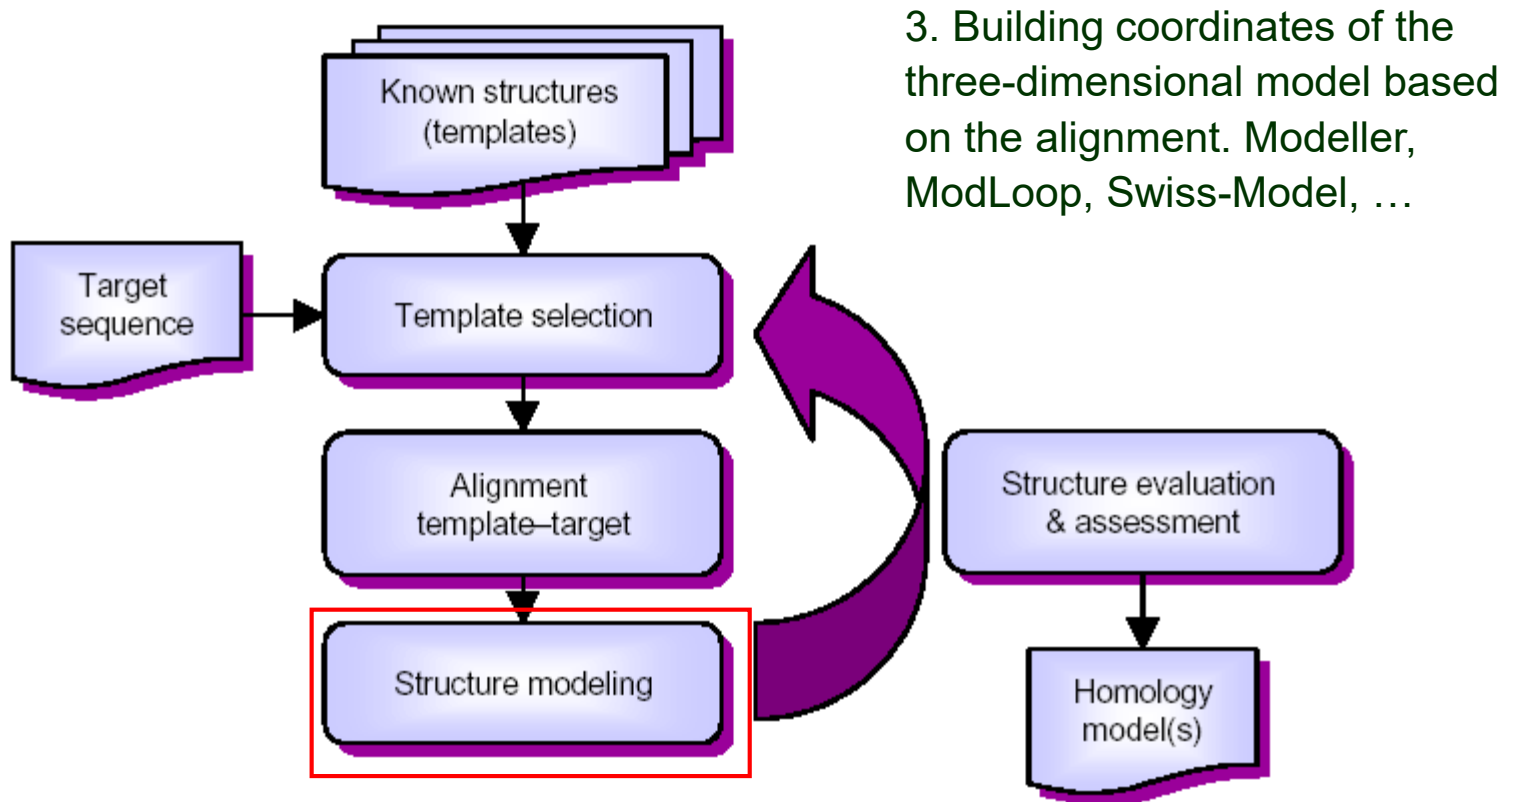 3. Building coordinates of the
three-dimensional model based
on the alignment. Modeller,
ModLoop, Swiss-Model, …
Known structures
(templates)
Target
sequence
Template selection
Alignment
template–target
Structure evaluation
& assessment
Structure modeling
Homology
model(s)